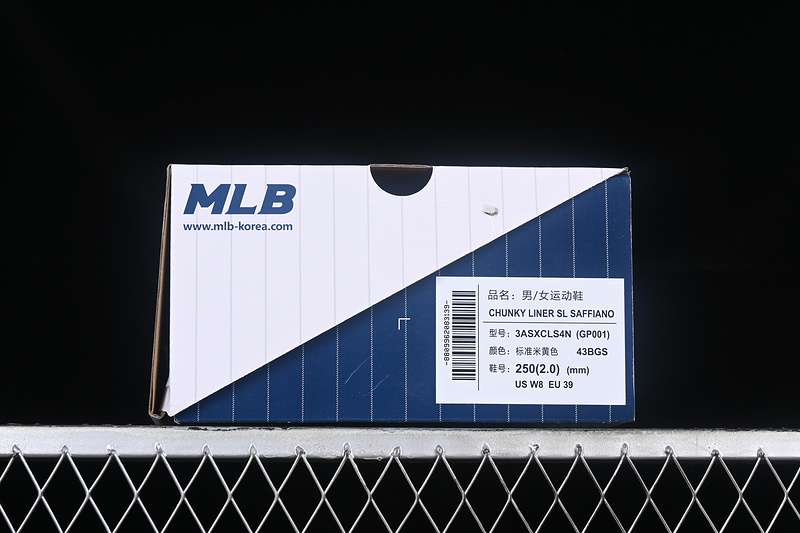 MLB
www.mlb-korea.com
品名：男/女运动鞋
CHUNKY LINER SL SAFFIANO
型号：3ASXCLS4N (GP001)
颜色：标准米黄色 43BGS
鞋号：250(2.0) (mm)
US W8 EU 39
-8809962083139-